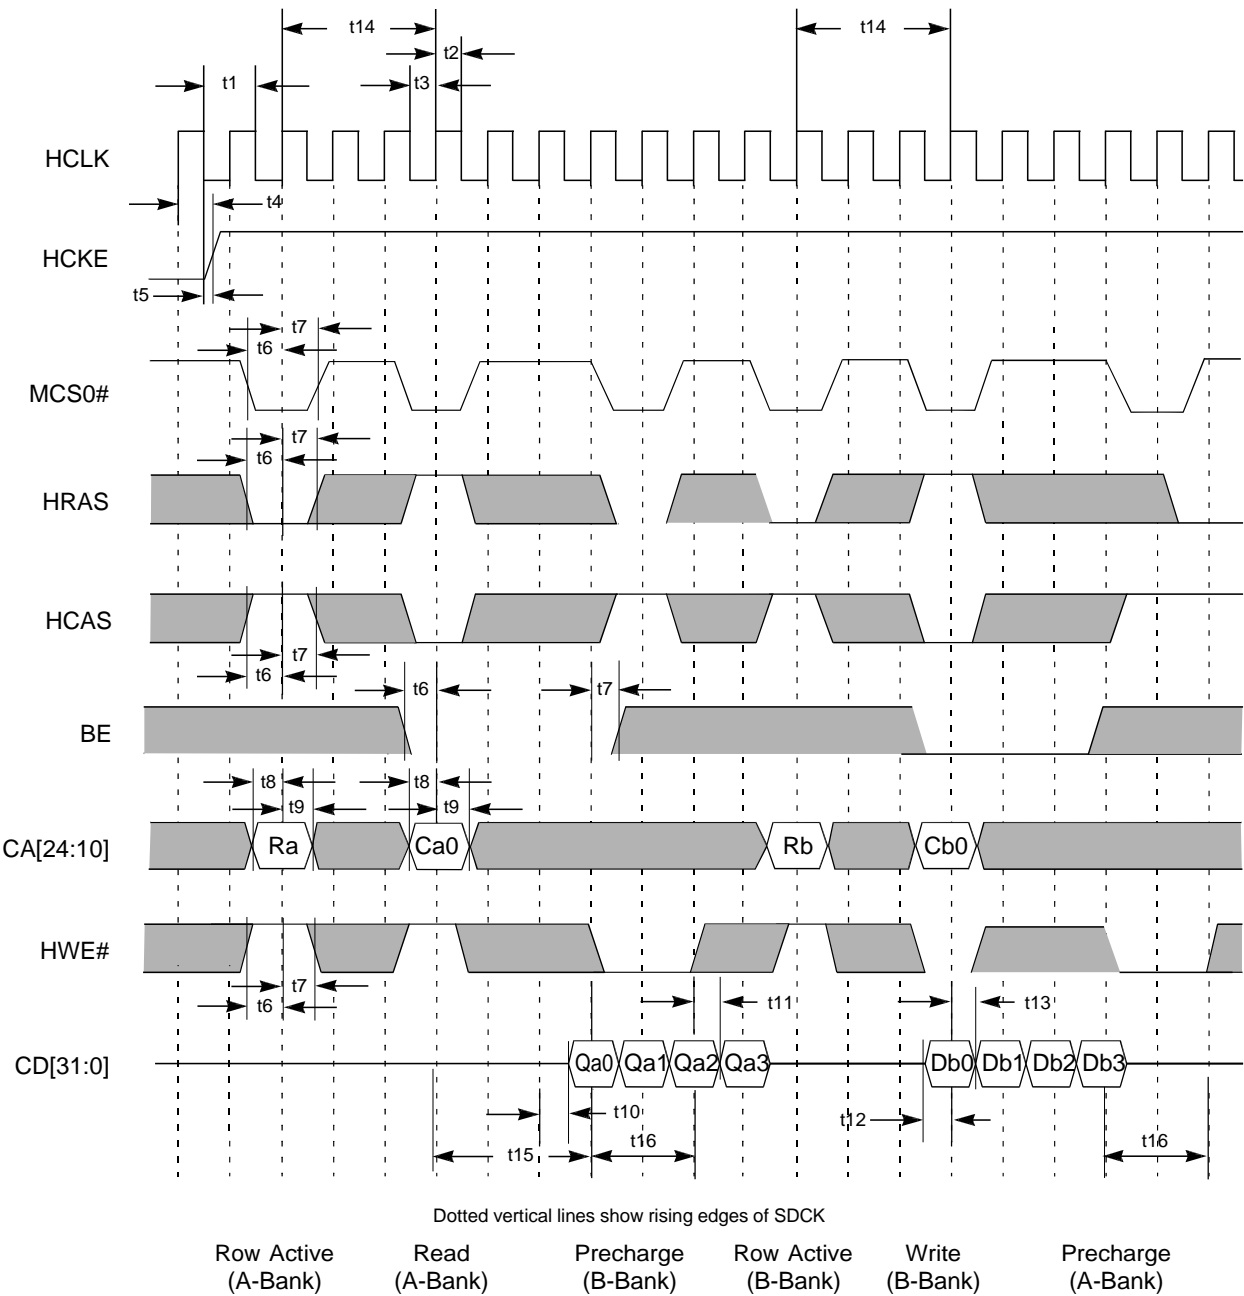 t14
t14
t2
t1
t3
HCLK
t4
HCKE
t5
t7
t6
MCS0#
t7
t6
HRAS
HCAS
t7
t6
t6
t7
BE
t8
t8
t9
t9
CA[24:10]
Ra
Ca0
Rb
Cb0
HWE#
t7
t6
t11
t13
CD[31:0]
Qa0
Qa1
Qa2
Qa3
Db0
Db1
Db2
Db3
t10
t12
t15
t16
t16
Dotted vertical lines show rising edges of SDCK
Row Active
(A-Bank)
Read
(A-Bank)
Precharge
(B-Bank)
Row Active
(B-Bank)
Write
(B-Bank)
Precharge
(A-Bank)